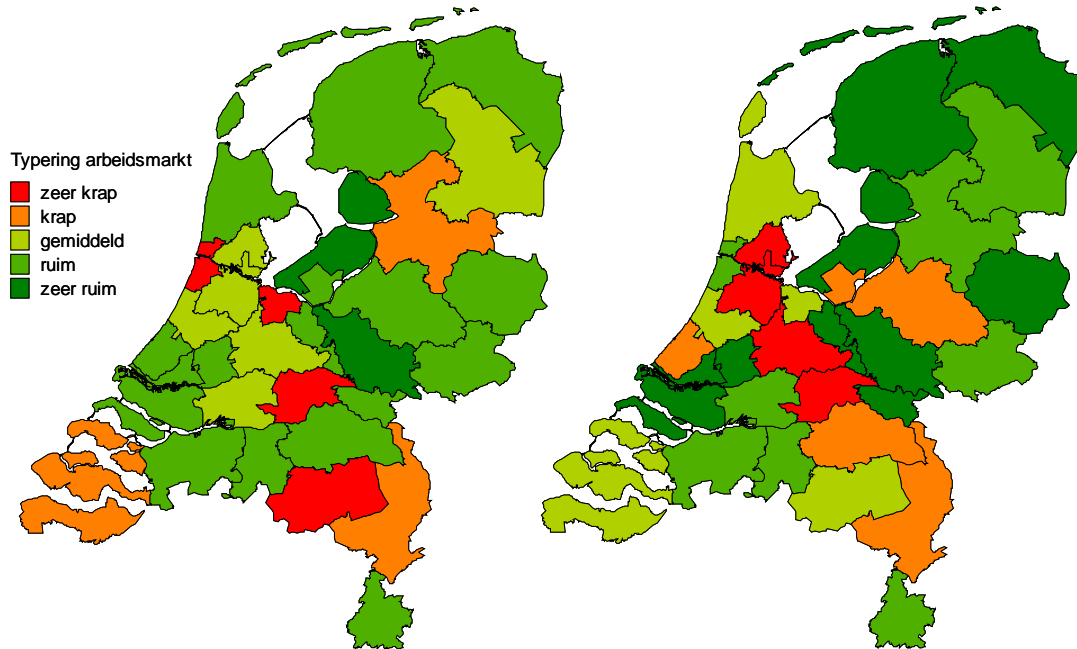 Typering arbeidsmarkt
zeer krap
krap
gemiddeld
ruim
zeer ruim